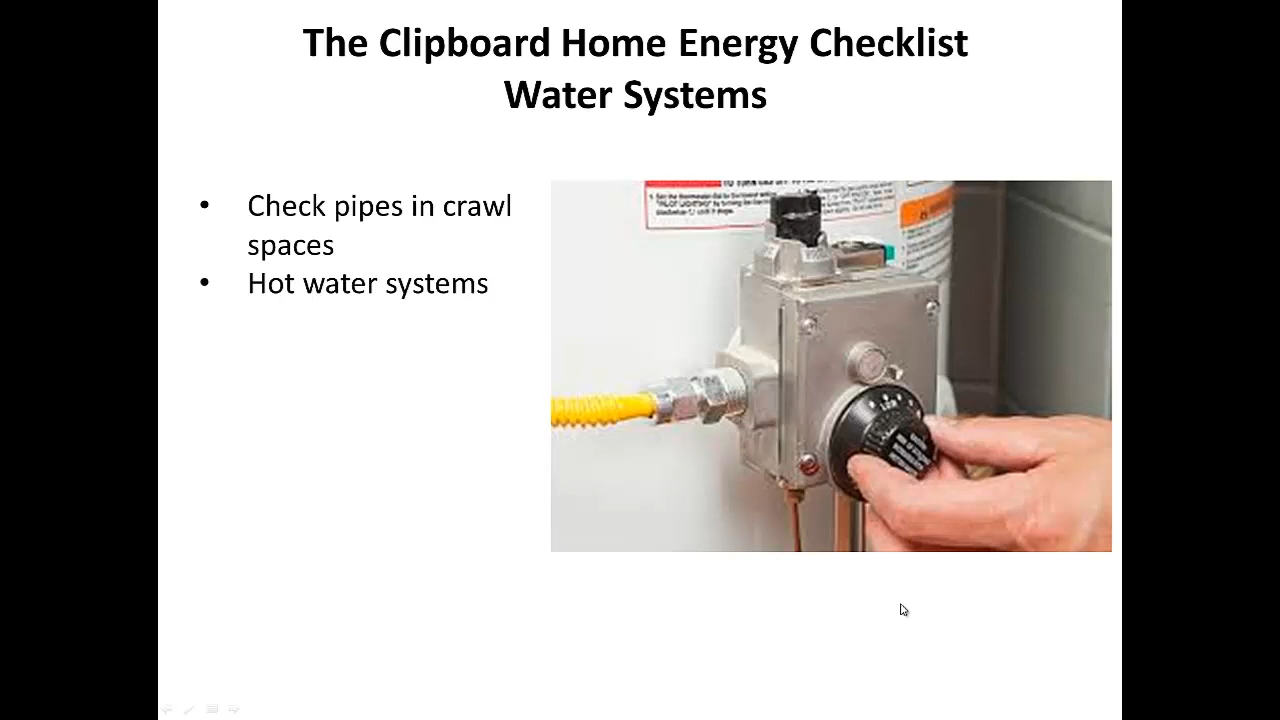 The Clipboard Home Energy Checklist
Water Systems
• Check pipes in crawl
spaces
• Hot water systems